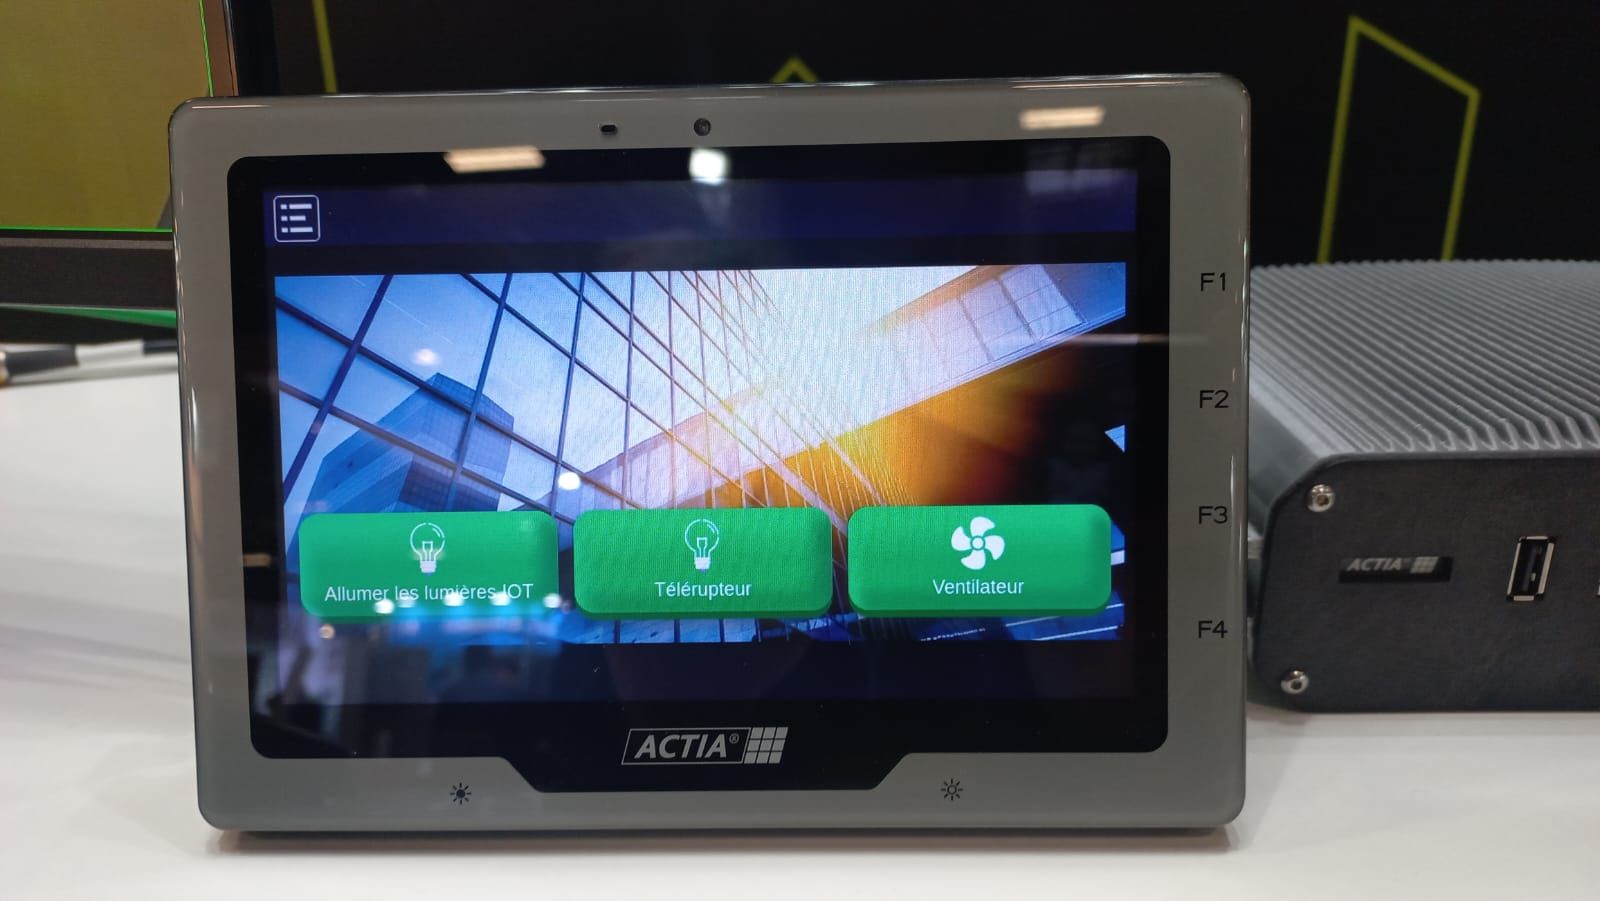 F1
F2
F3
F4
Allumer les lumières IOT
Télérupteur
Ventilateur
ACTIA®
ACTIA